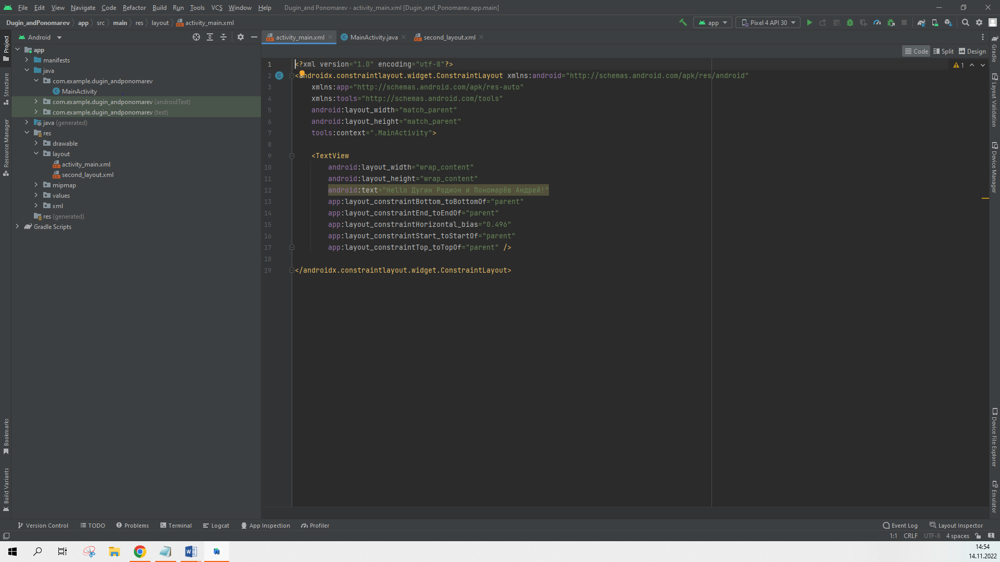 File Edit View Navigate Code Refactor Build Run Tools VCS Window Help Dugin_and Ponomarev - activity_main.xml [Dugin_and_Ponomarev.app.main]
Dugin_andPonomarev app src main res layout activity_main.xml app Pixel 4 API 30
Project
Structure
Resource Manager
Bookmarks
Build Variants
Android
app
manifests
java
com.example.dugin_andponomarev
MainActivity
com.example.dugin_andponomarev (androidTest)
com.example.dugin_andponomarev (test)
java (generated)
res
drawable
layout
activity_main.xml
second_layout.xml
mipmap
values
xml
res (generated)
Gradle Scripts
activity_main.xml MainActivity.java second_layout.xml
Code Split Design
1
1 <?xml version="1.0" encoding="utf-8"?>
2 <androidx.constraintlayout.widget.ConstraintLayout xmlns:android="http://schemas.android.com/apk/res/android"
3 xmlns:app="http://schemas.android.com/apk/res-auto"
4 xmlns:tools="http://schemas.android.com/tools"
5 android:layout_width="match_parent"
6 android:layout_height="match_parent"
7 tools:context=".MainActivity">
8
9 <TextView
10 android:layout_width="wrap_content"
11 android:layout_height="wrap_content"
12 android:text="Hello Дугин Родион и Пономарёв Андрей!"
13 app:layout_constraintBottom_toBottomOf="parent"
14 app:layout_constraintEnd_toEndOf="parent"
15 app:layout_constraintHorizontal_bias="0.496"
16 app:layout_constraintStart_toStartOf="parent"
17 app:layout_constraintTop_toTopOf="parent" />
18
19 </androidx.constraintlayout.widget.ConstraintLayout>
Gradle
Layout Validation
Device Manager
Device File Explorer
Emulator
Version Control TODO Problems Terminal Logcat App Inspection Profiler Event Log Layout Inspector
1:1 CRLF UTF-8 4 spaces
14:54
14.11.2022